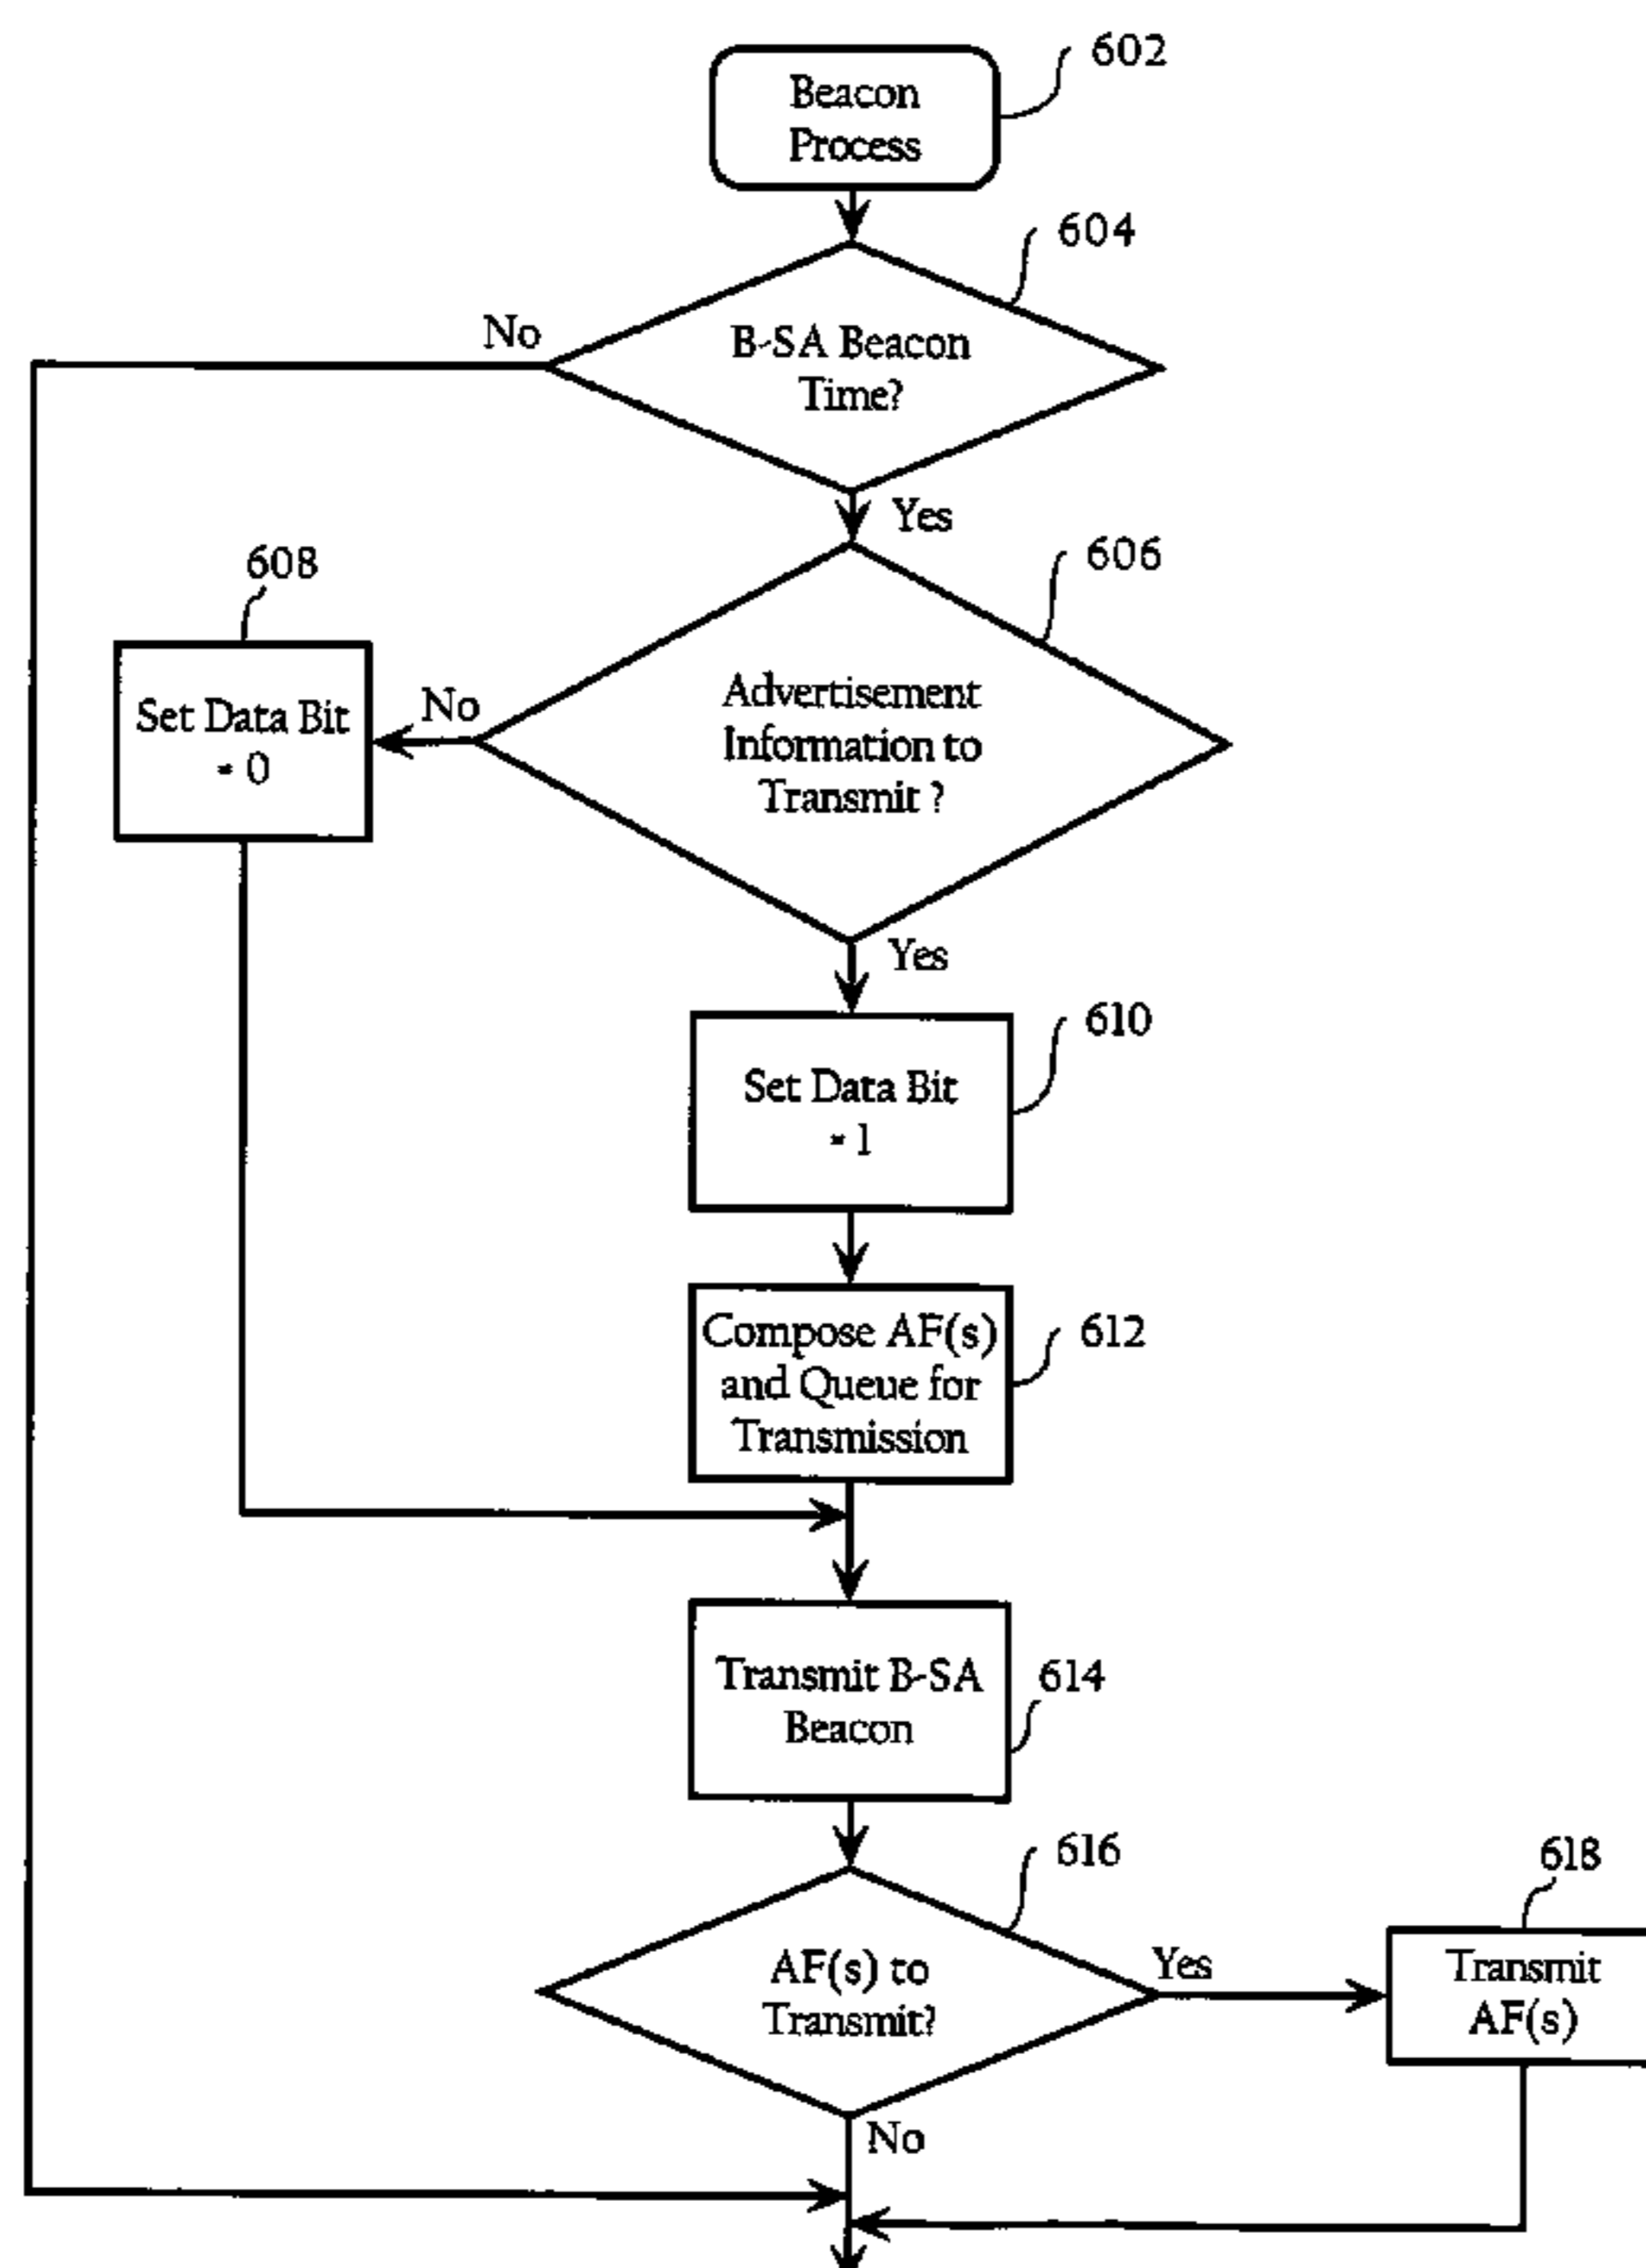 602
Beacon
Process
604
No
B-SA Beacon
Time?
Yes
606
608
Set Data Bit
= 0
No
Advertisement
Information to
Transmit ?
Yes
610
Set Data Bit
= 1
612
Compose AF(s)
and Queue for
Transmission
614
Transmit B-SA
Beacon
616
618
AF(s) to
Transmit?
Yes
Transmit
AF(s)
No